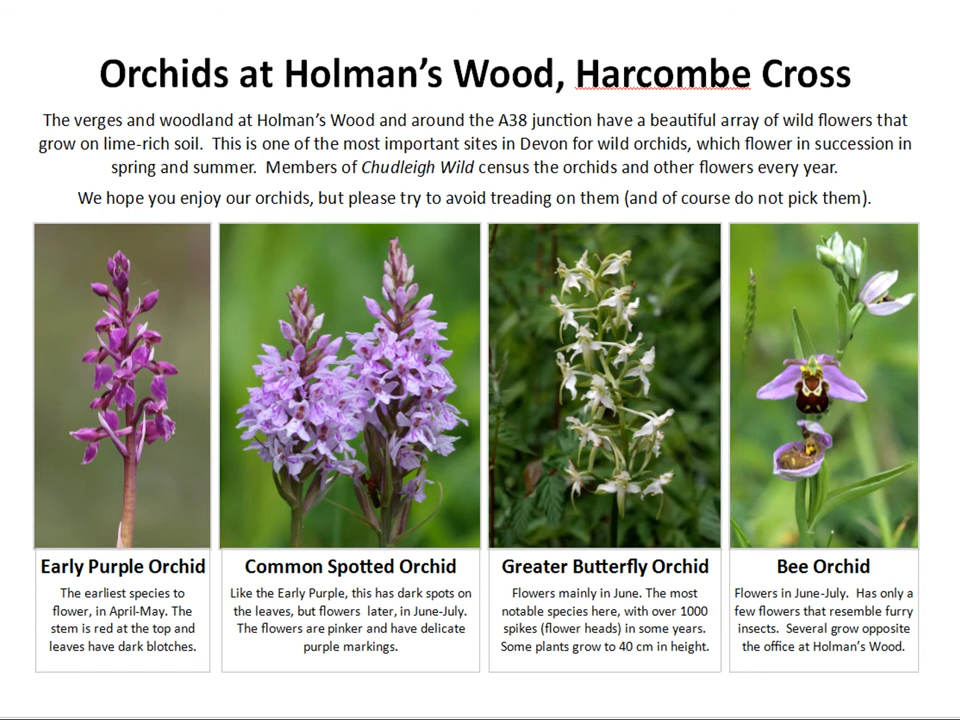 Orchids at Holman’s Wood, Harcombe Cross
The verges and woodland at Holman’s Wood and around the A38 junction have a beautiful array of wild flowers that
grow on lime-rich soil.  This is one of the most important sites in Devon for wild orchids, which flower in succession in
spring and summer.  Members of Chudleigh Wild census the orchids and other flowers every year.
We hope you enjoy our orchids, but please try to avoid treading on them (and of course do not pick them).
Early Purple Orchid
The earliest species to
flower, in April-May. The
stem is red at the top and
leaves have dark blotches.
Common Spotted Orchid
Like the Early Purple, this has dark spots on
the leaves, but flowers  later, in June-July.
The flowers are pinker and have delicate
purple markings.
Greater Butterfly Orchid
Flowers mainly in June. The most
notable species here, with over 1000
spikes (flower heads) in some years.
Some plants grow to 40 cm in height.
Bee Orchid
Flowers in June-July.  Has only a
few flowers that resemble furry
insects.  Several grow opposite
the office at Holman’s Wood.